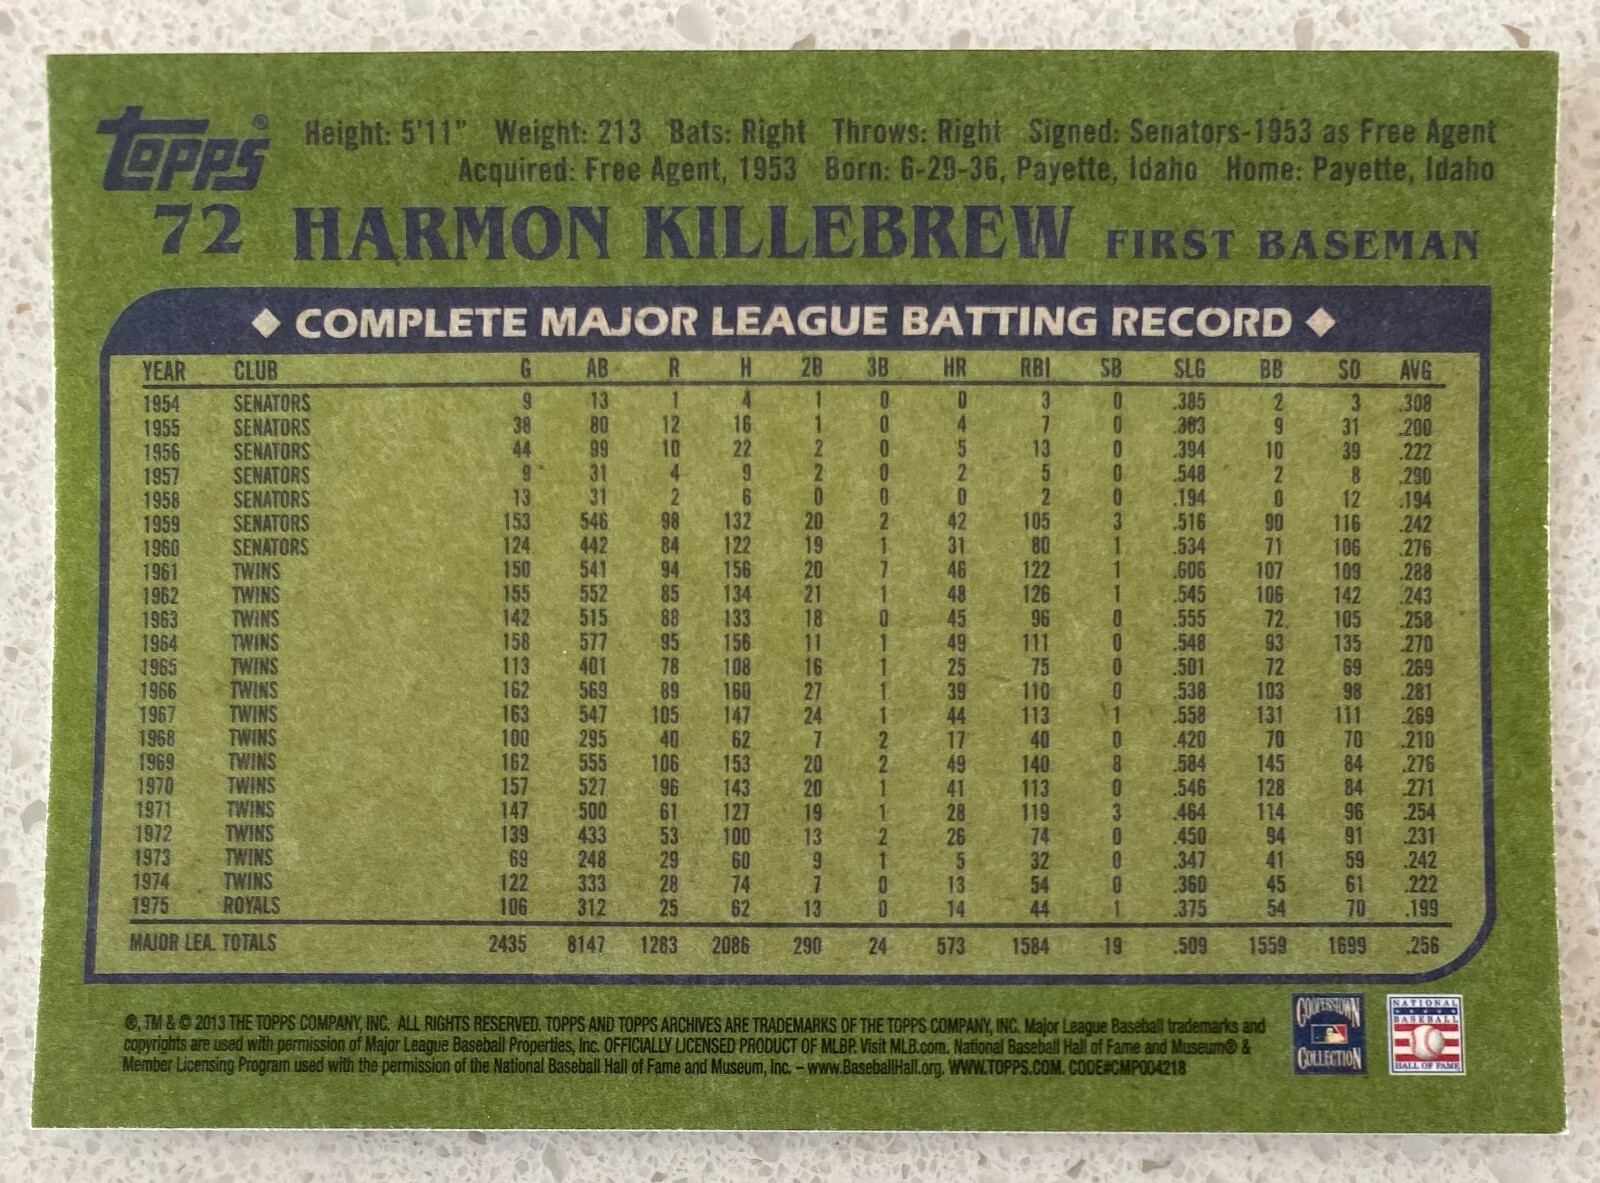 topps®
Height: 5'11" Weight: 213 Bats: Right Throws: Right Signed: Senators-1953 as Free Agent
Acquired: Free Agent, 1953 Born: 6-29-36, Payette, Idaho Home: Payette, Idaho
72 HARMON KILLEBREW FIRST BASEMAN
◆ COMPLETE MAJOR LEAGUE BATTING RECORD ◆
YEAR CLUB G AB R H 2B 3B HR RBI SB SLG BB SO AVG
1954 SENATORS 9 13 1 4 1 0 0 3 0 .385 2 3 .308
1955 SENATORS 38 80 12 16 1 0 4 7 0 .363 9 31 .200
1956 SENATORS 44 99 10 22 2 0 5 13 0 .394 10 39 .222
1957 SENATORS 9 31 4 9 2 0 2 5 0 .548 2 8 .290
1958 SENATORS 13 31 2 6 0 0 0 2 0 .194 0 12 .194
1959 SENATORS 153 546 98 132 20 2 42 105 3 .516 90 116 .242
1960 SENATORS 124 442 84 122 19 1 31 80 1 .534 71 106 .276
1961 TWINS 150 541 94 156 20 7 46 122 1 .606 107 109 .288
1962 TWINS 155 552 85 134 21 1 48 126 1 .545 106 142 .243
1963 TWINS 142 515 88 133 18 0 45 96 0 .555 72 105 .258
1964 TWINS 158 577 95 156 11 1 49 111 0 .548 93 135 .270
1965 TWINS 113 401 78 108 16 1 25 75 0 .501 72 69 .269
1966 TWINS 162 569 89 160 27 1 39 110 0 .538 103 98 .281
1967 TWINS 163 547 105 147 24 1 44 113 1 .558 131 111 .269
1968 TWINS 100 295 40 62 7 2 17 40 0 .420 70 70 .210
1969 TWINS 162 555 106 153 20 2 49 140 8 .584 145 84 .276
1970 TWINS 157 527 96 143 20 1 41 113 0 .546 128 84 .271
1971 TWINS 147 500 61 127 19 1 28 119 3 .464 114 96 .254
1972 TWINS 139 433 53 100 13 2 26 74 0 .450 94 91 .231
1973 TWINS 69 248 29 60 9 1 5 32 0 .347 41 59 .242
1974 TWINS 122 333 28 74 7 0 13 54 0 .360 45 61 .222
1975 ROYALS 106 312 25 62 13 0 14 44 1 .375 54 70 .199
MAJOR LEA. TOTALS 2435 8147 1283 2086 290 24 573 1584 19 .509 1559 1699 .256
®, TM & © 2013 THE TOPPS COMPANY, INC. ALL RIGHTS RESERVED. TOPPS AND TOPPS ARCHIVES ARE TRADEMARKS OF THE TOPPS COMPANY, INC. Major League Baseball trademarks and
copyrights are used with permission of Major League Baseball Properties, Inc. OFFICIALLY LICENSED PRODUCT OF MLBP. Visit MLB.com. National Baseball Hall of Fame and Museum® &
Member Licensing Program used with the permission of the National Baseball Hall of Fame and Museum, Inc. – www.BaseballHall.org. WWW.TOPPS.COM. CODE#CMP004218
COOPERSTOWN
COLLECTION
NATIONAL
BASEBALL
HALL OF FAME